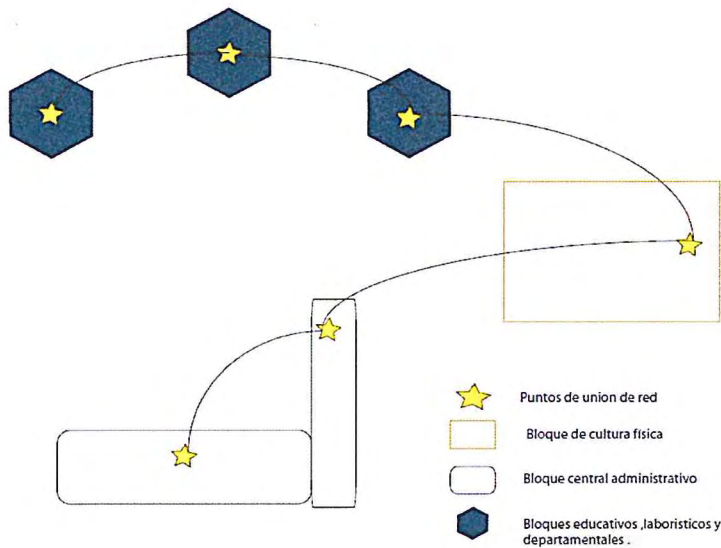 Puntos de union de red
Bloque de cultura física
Bloque central administrativo
Bloques educativos ,laboristicos y
departamentales .